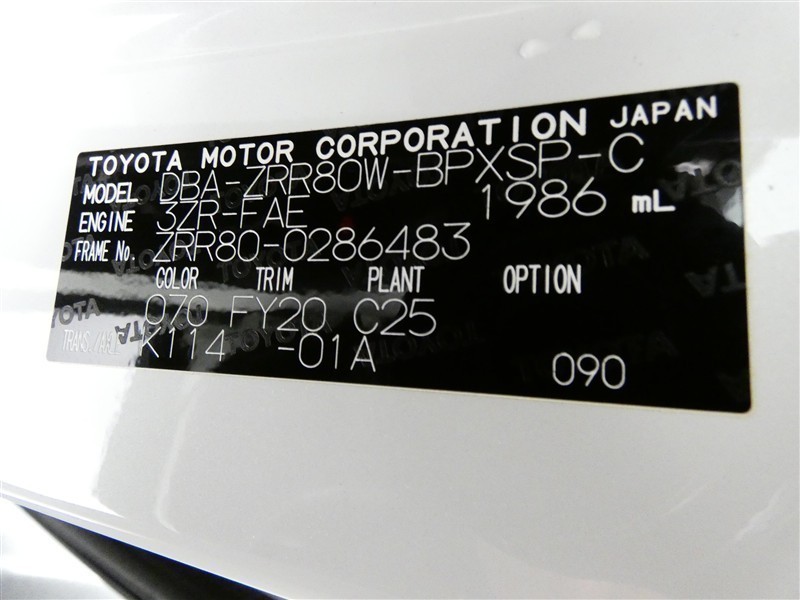 TOYOTA MOTOR CORPORATION JAPAN
MODEL DBA-ZRR80W-BPXSP-C
ENGINE 3ZR-FAE 1986 mL
FRAME No. ZRR80-0286483
COLOR TRIM PLANT OPTION
070 FY20 C25
TRANS./AXLE K114 -01A 090